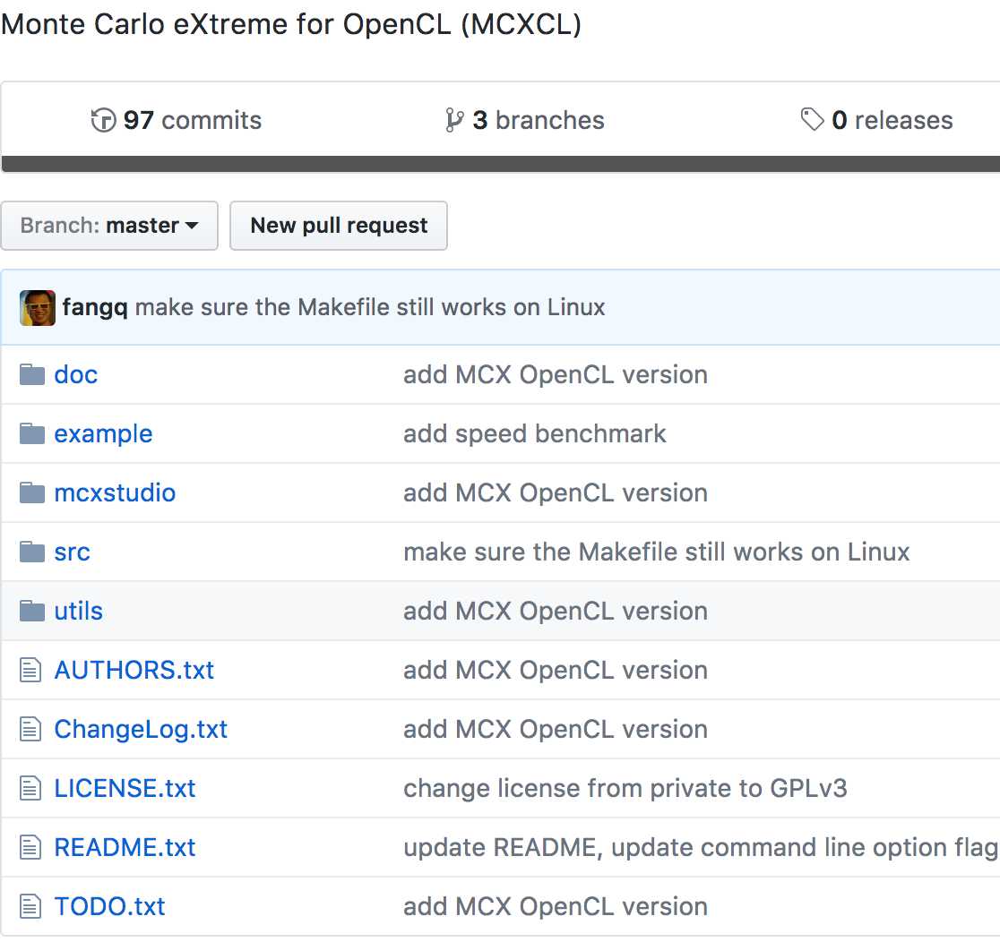 Monte Carlo eXtreme for OpenCL (MCXCL)
97 commits 3 branches 0 releases
Branch: master New pull request
fangq make sure the Makefile still works on Linux
doc add MCX OpenCL version
example add speed benchmark
mcxstudio add MCX OpenCL version
src make sure the Makefile still works on Linux
utils add MCX OpenCL version
AUTHORS.txt add MCX OpenCL version
ChangeLog.txt add MCX OpenCL version
LICENSE.txt change license from private to GPLv3
README.txt update README, update command line option flag
TODO.txt add MCX OpenCL version